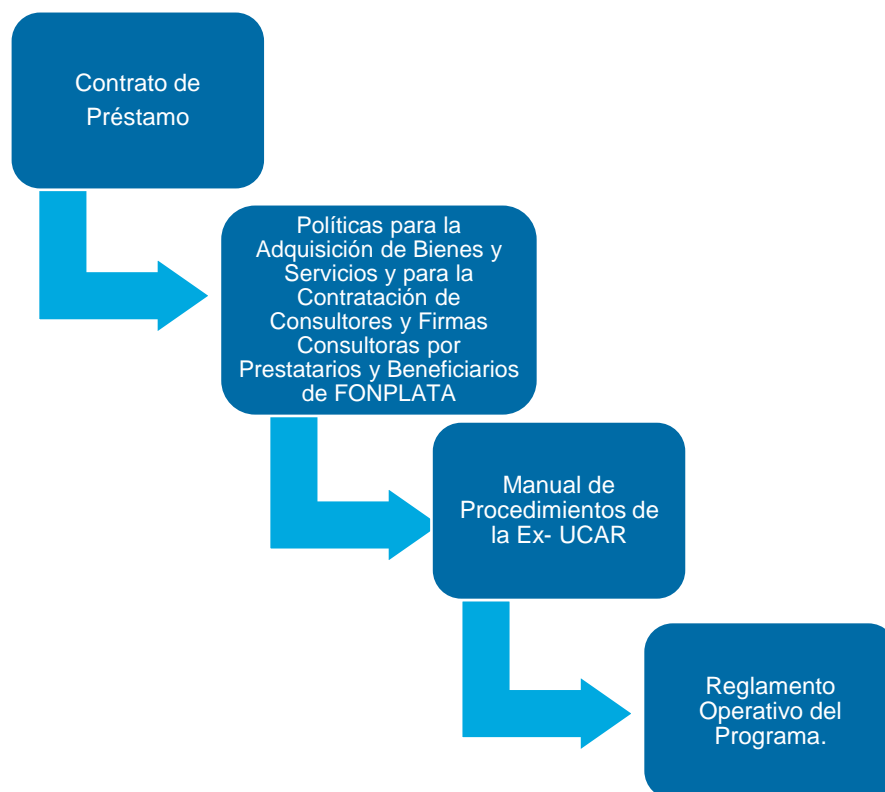 Contrato de
Préstamo
Políticas para la
Adquisición de Bienes y
Servicios y para la
Contratación de
Consultores y Firmas
Consultoras por
Prestatarios y Beneficiarios
de FONPLATA
Manual de
Procedimientos de
la Ex- UCAR
Reglamento
Operativo del
Programa.